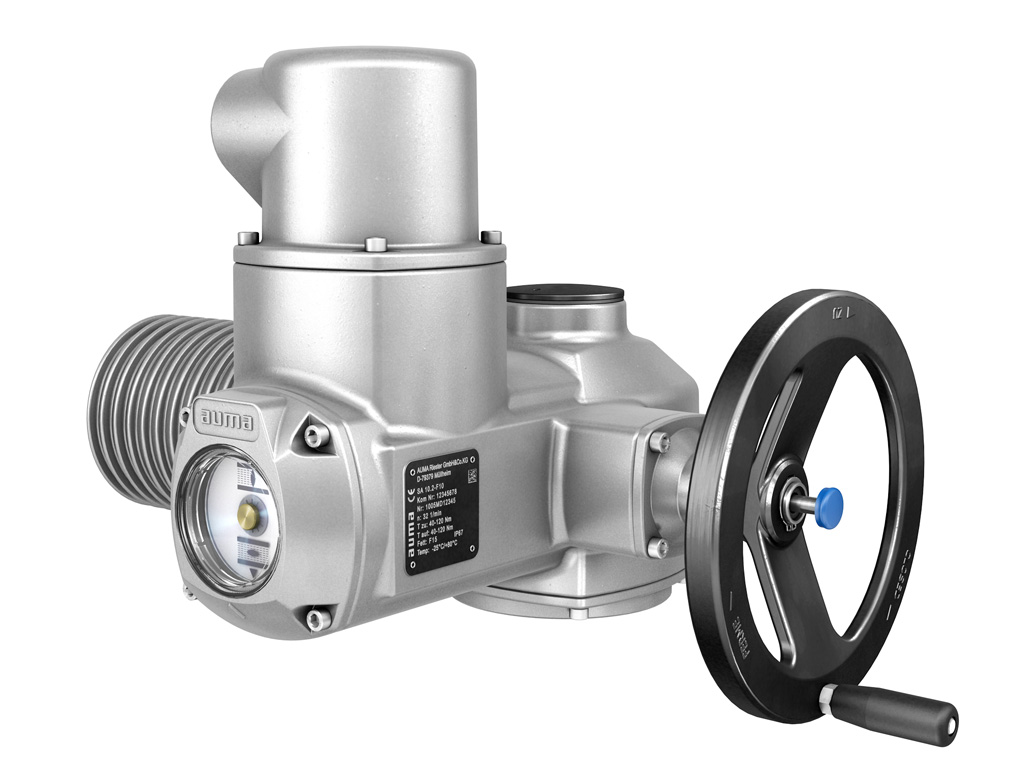 auma
AUMA Riester GmbH&Co.KG
D-79379 Müllheim
auma CE
SA 10.2-F10
Kom Nr: 12345678
Nr: 1005MD12345
n: 32 1/min
T zu: 40-120 Nm
T auf: 40-120 Nm
Fett: F15 IP67
Temp: -25°C/+80°C